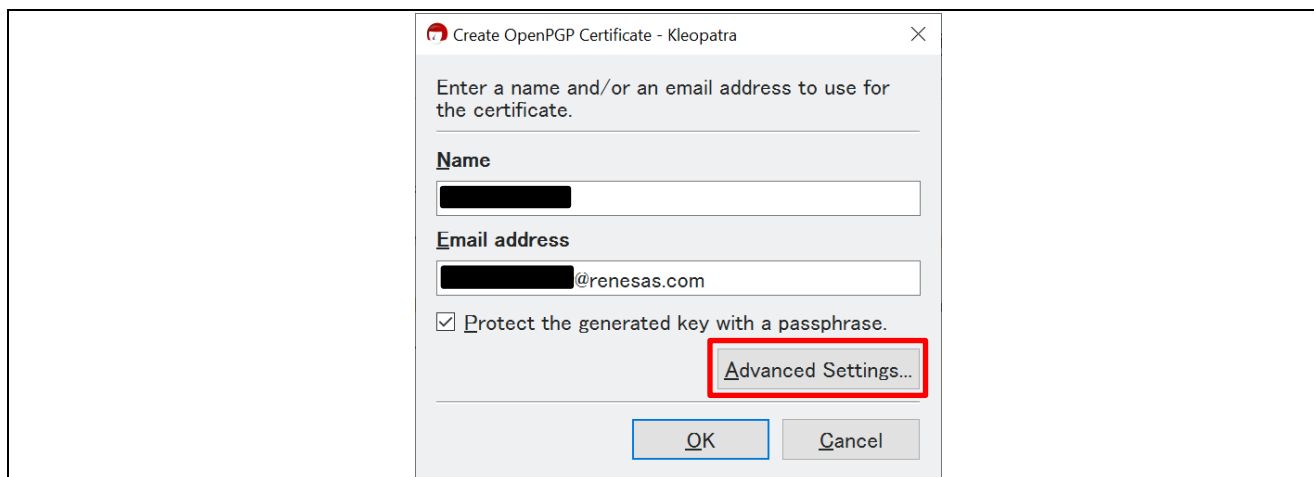 Create OpenPGP Certificate - Kleopatra
Enter a name and/or an email address to use for
the certificate.
Name
Email address
@renesas.com
Protect the generated key with a passphrase.
Advanced Settings...
OK
Cancel